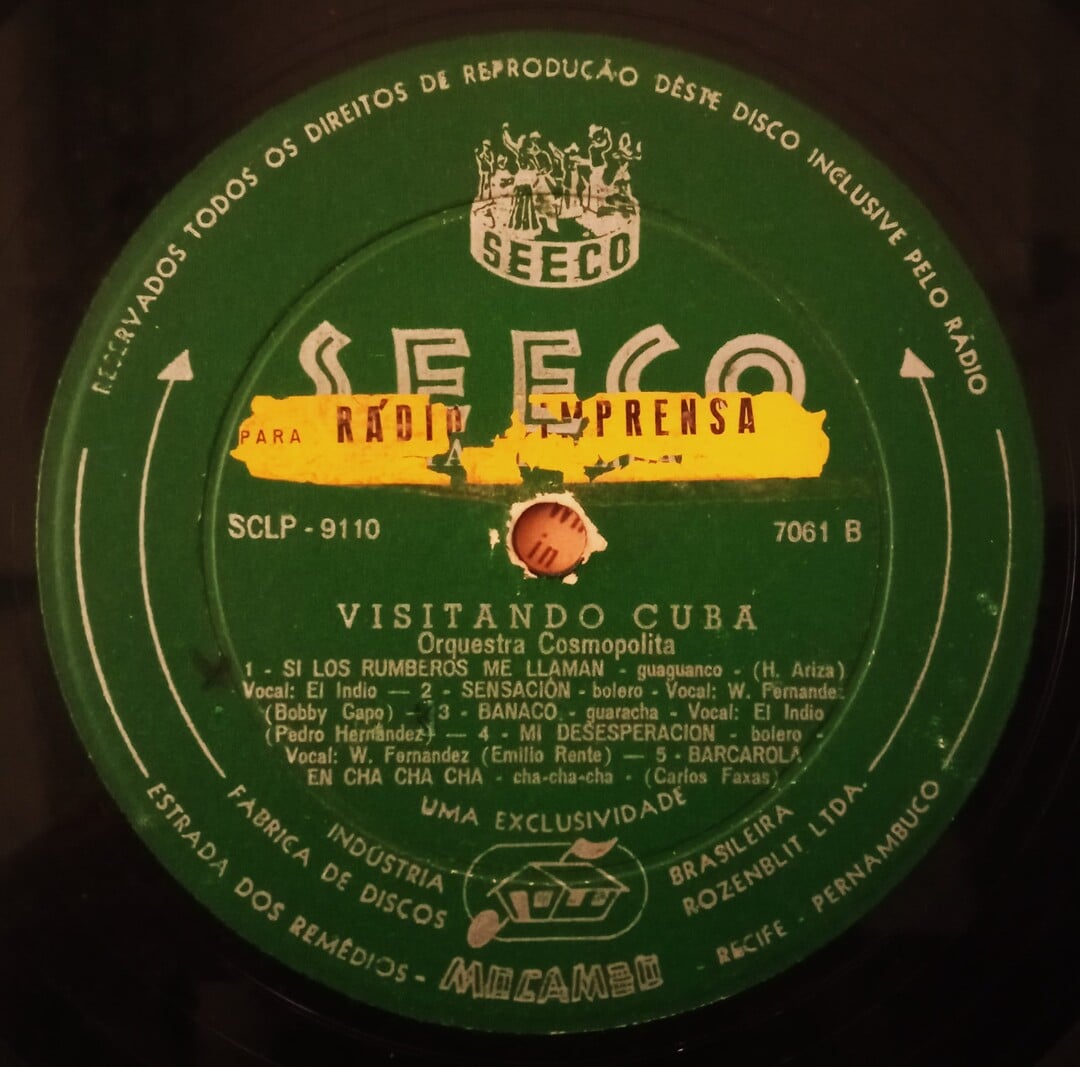 RESERVADOS TODOS OS DIREITOS DE REPRODUCÃO DÊSTE DISCO INCLUSIVE PELO RÁDIO
SEECO
SEECO
PARA RÁDIO IMPRENSA
SCLP - 9110
7061 B
VISITANDO CUBA
Orquestra Cosmopolita
1 - SI LOS RUMBEROS ME LLAMAN - guaguanco - (H. Ariza)
Vocal: El Indio — 2 - SENSACIÓN - bolero - Vocal: W. Fernandez
(Bobby Capo) - 3 - BANACO - guaracha - Vocal: El Indio
(Pedro Hernández) — 4 - MI DESESPERACION - bolero -
Vocal: W. Fernandez (Emilio Rente) — 5 - BARCAROLA
EN CHA CHA CHA - cha-cha-cha - (Carlos Faxas)
UMA EXCLUSIVIDADE
INDÚSTRIA BRASILEIRA
FÁBRICA DE DISCOS ROZENBLIT LTDA.
ESTRADA DOS REMÉDIOS - MOCAMBO - RECIFE - PERNAMBUCO